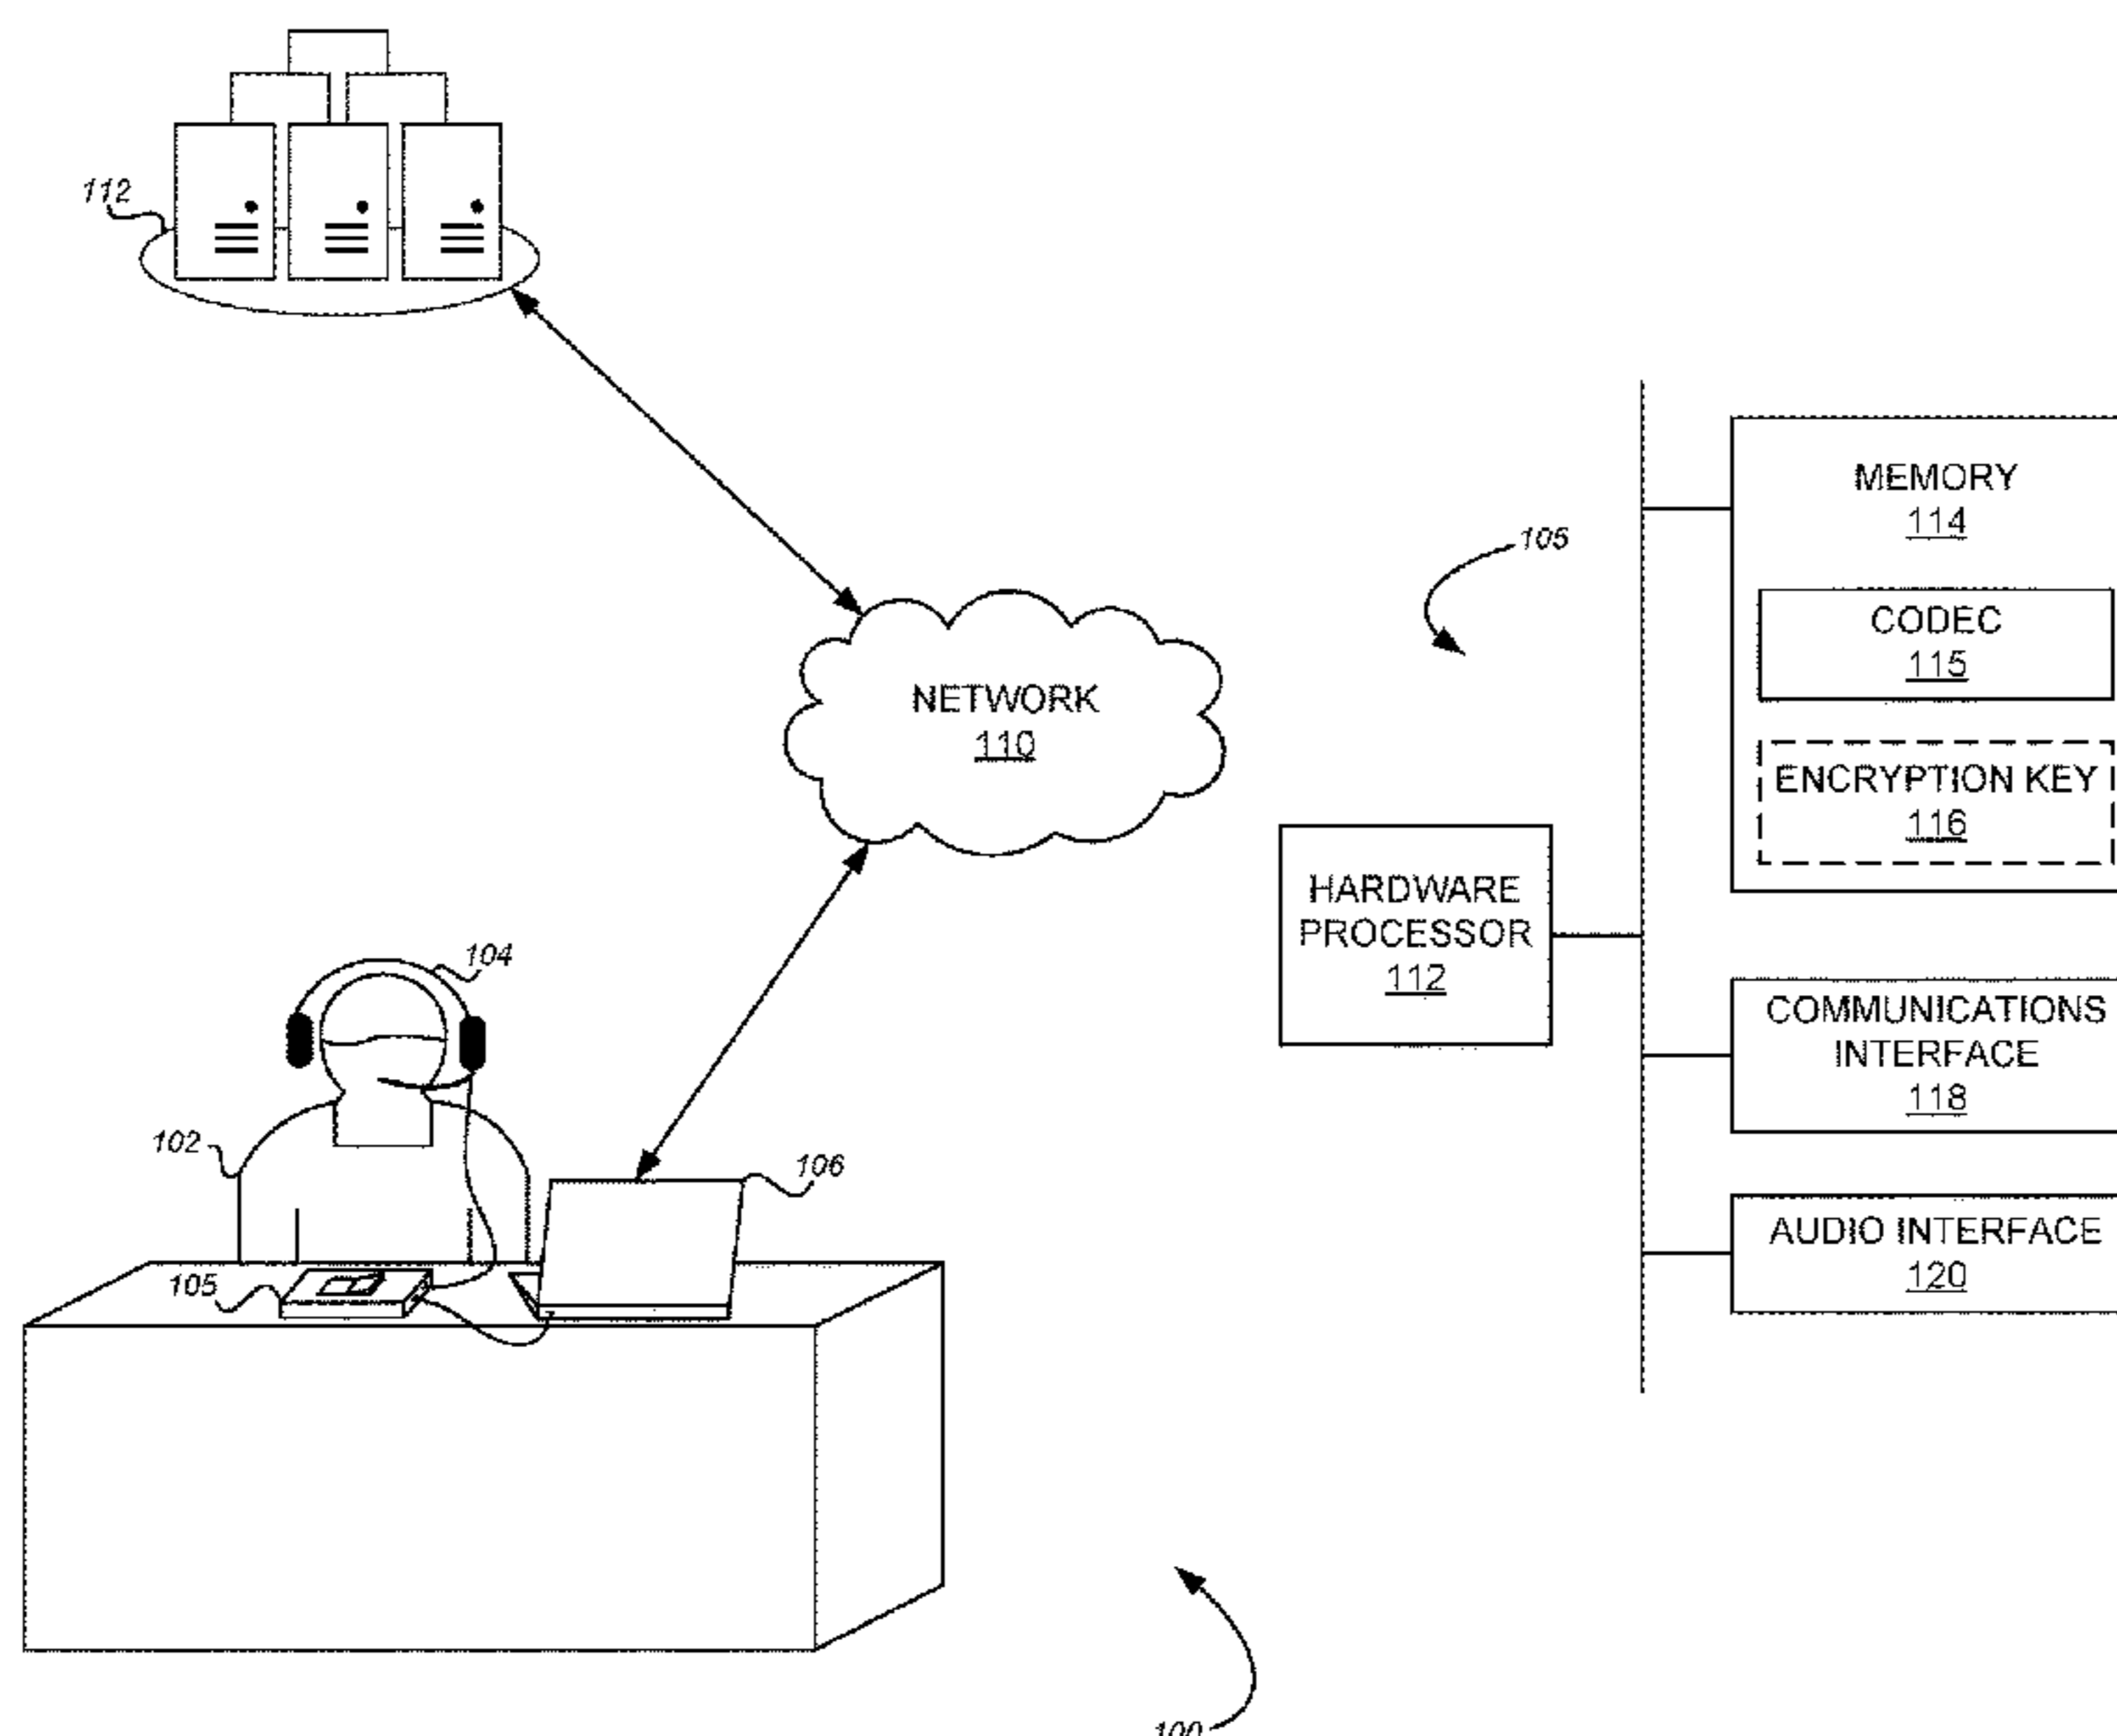 112
MEMORY
114
105
CODEC
115
NETWORK
110
ENCRYPTION KEY
116
HARDWARE
PROCESSOR
112
104
COMMUNICATIONS
INTERFACE
118
102
106
AUDIO INTERFACE
120
105
100